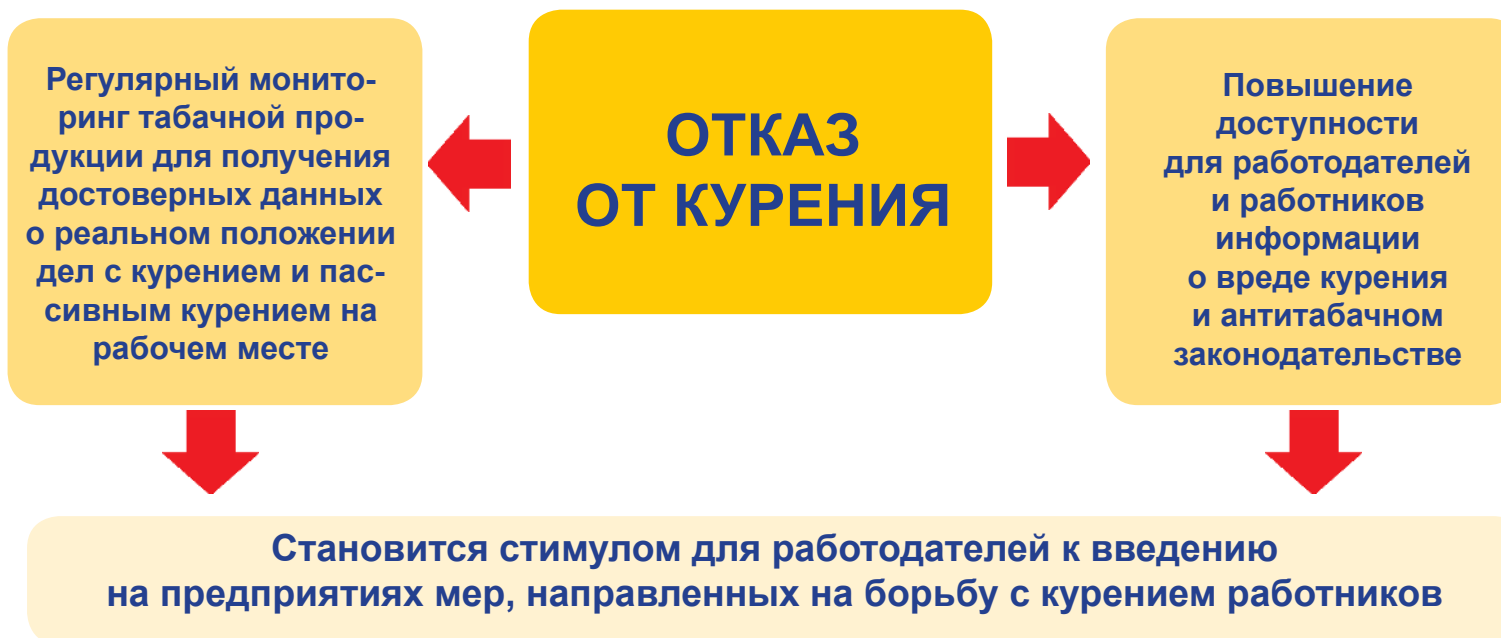 Регулярный монито-
ринг табачной про-
дукции для получения
достоверных данных
о реальном положении
дел с курением и пас-
сивным курением на
рабочем месте
ОТКАЗ
ОТ КУРЕНИЯ
Повышение
доступности
для работодателей
и работников
информации
о вреде курения
и антитабачном
законодательстве
Становится стимулом для работодателей к введению
на предприятиях мер, направленных на борьбу с курением работников